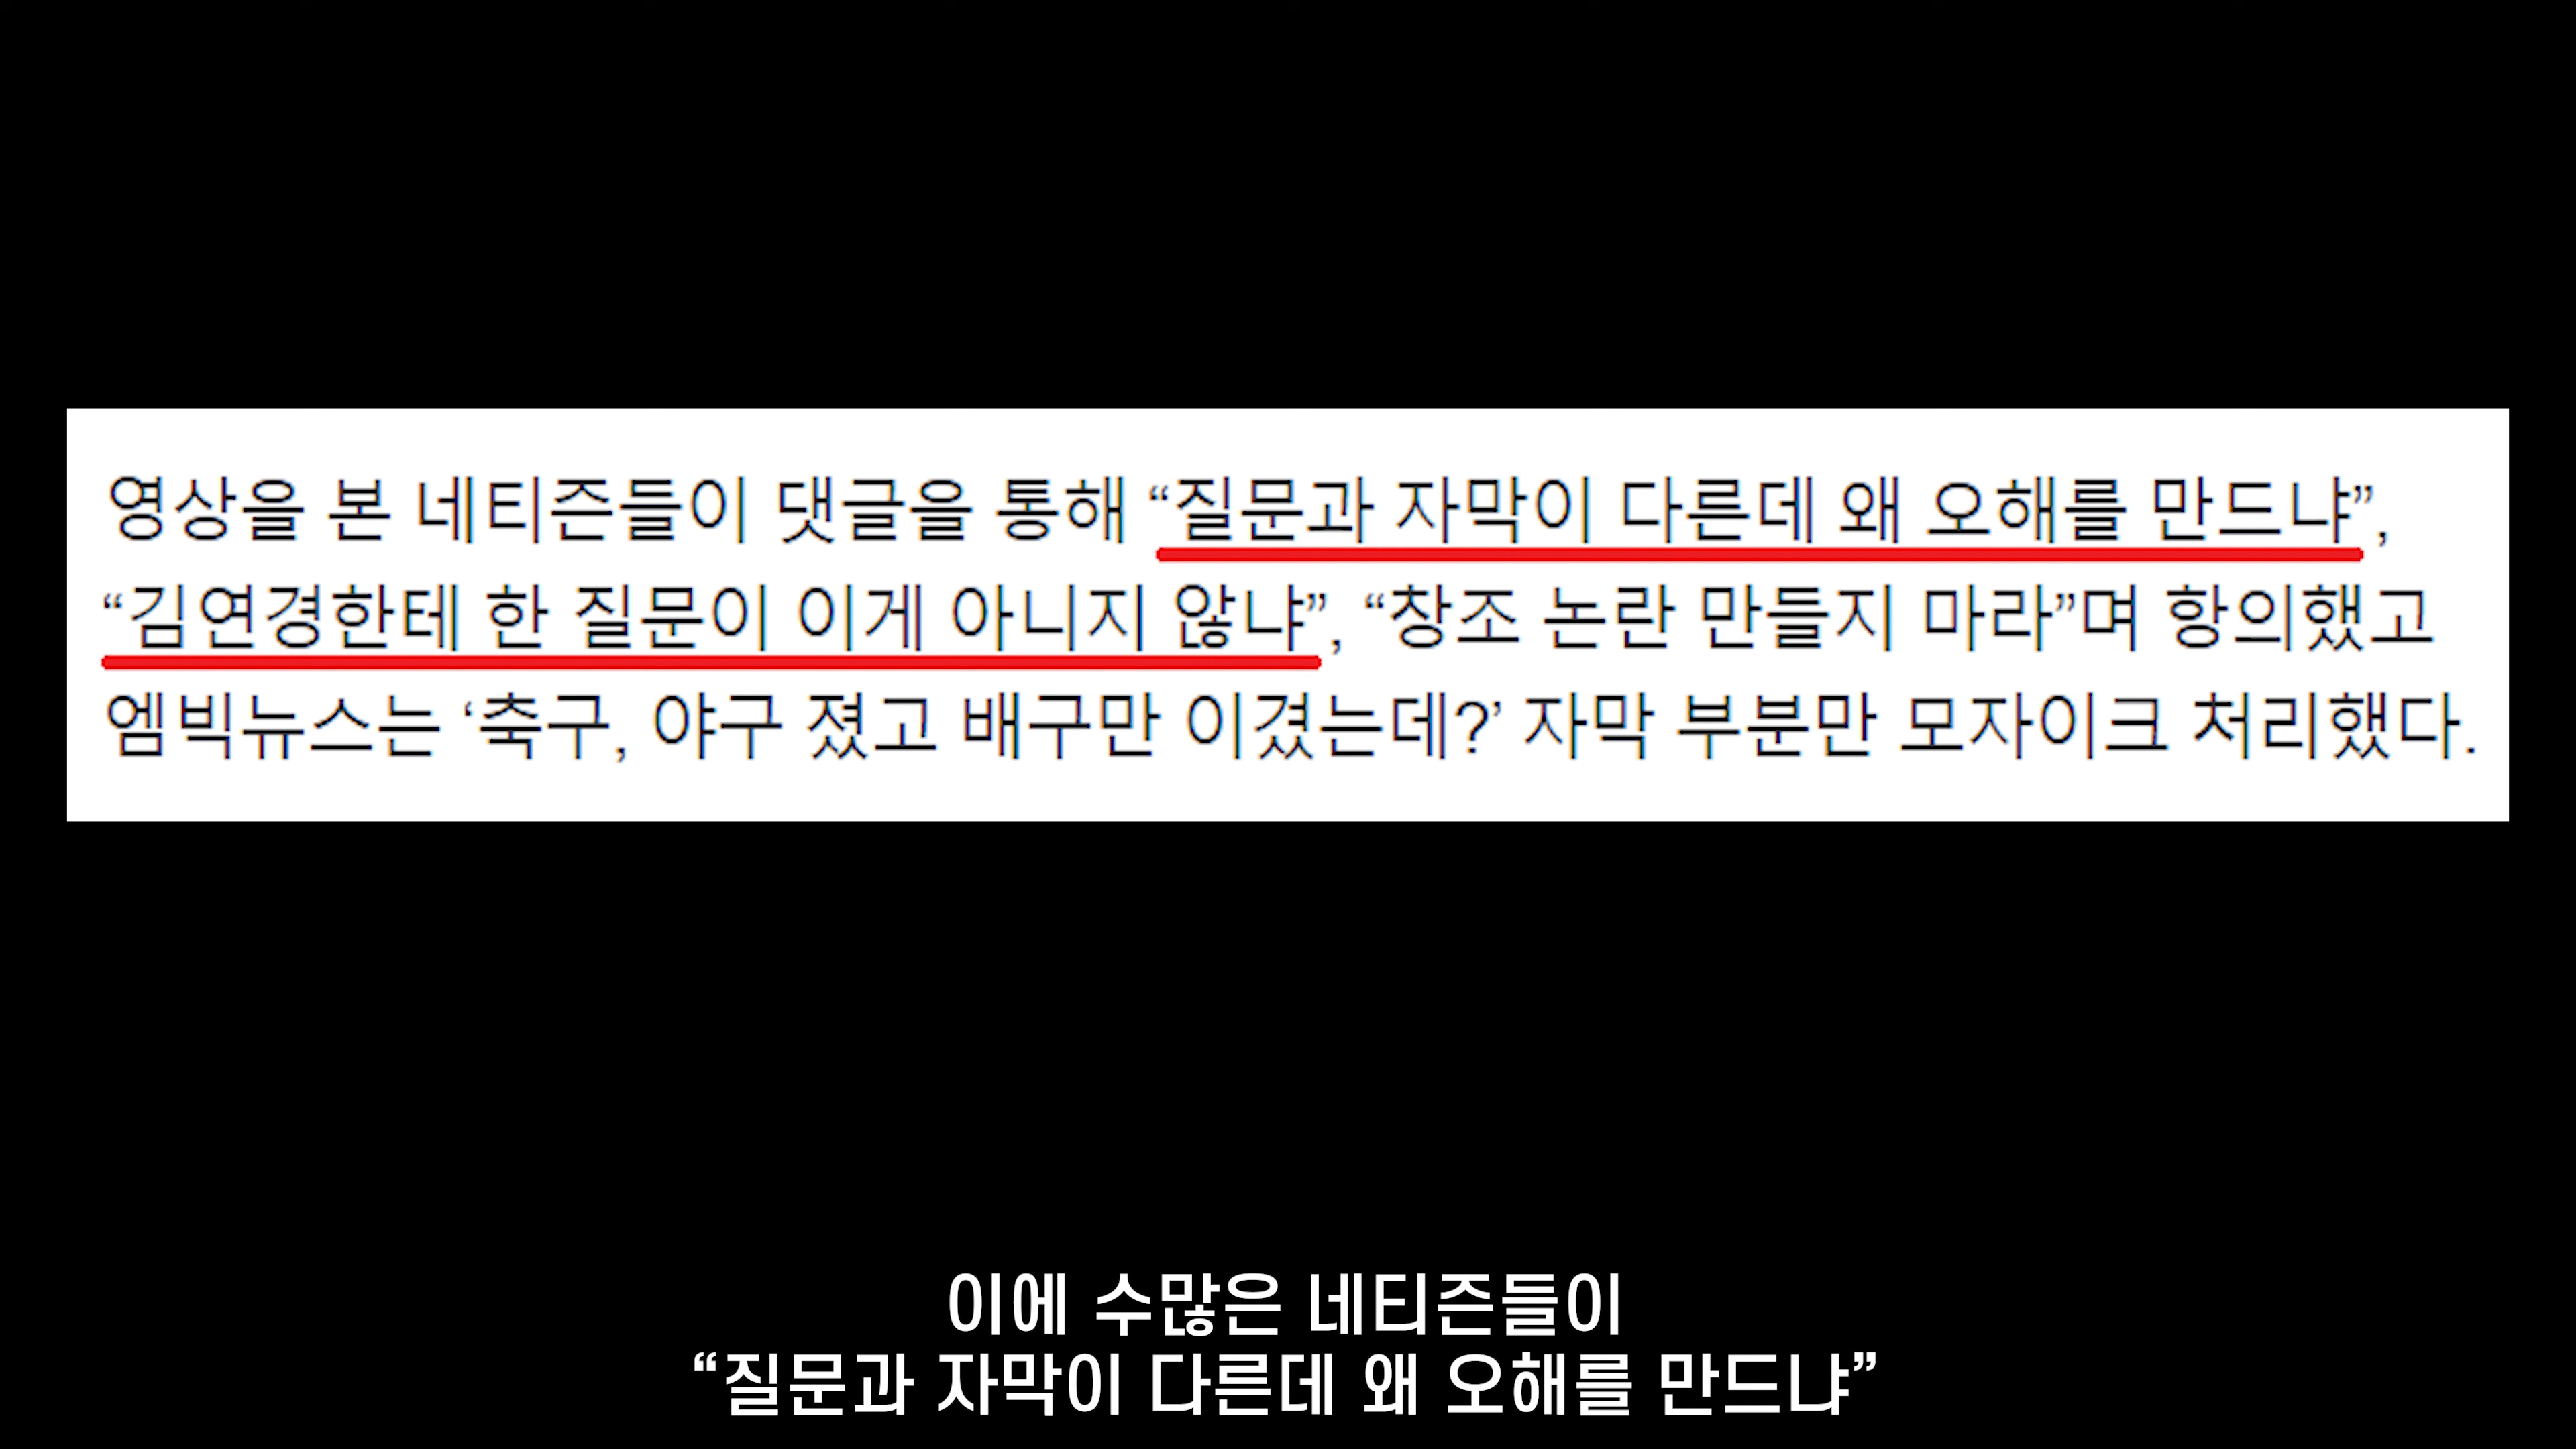 영상을 본 네티즌들이 댓글을 통해 “질문과 자막이 다른데 왜 오해를 만드냐”,
“김연경한테 한 질문이 이게 아니지 않냐”, “창조 논란 만들지 마라”며 항의했고
엠빅뉴스는 ‘축구, 야구 졌고 배구만 이겼는데?’ 자막 부분만 모자이크 처리했다.
이에 수많은 네티즌들이
“질문과 자막이 다른데 왜 오해를 만드냐”